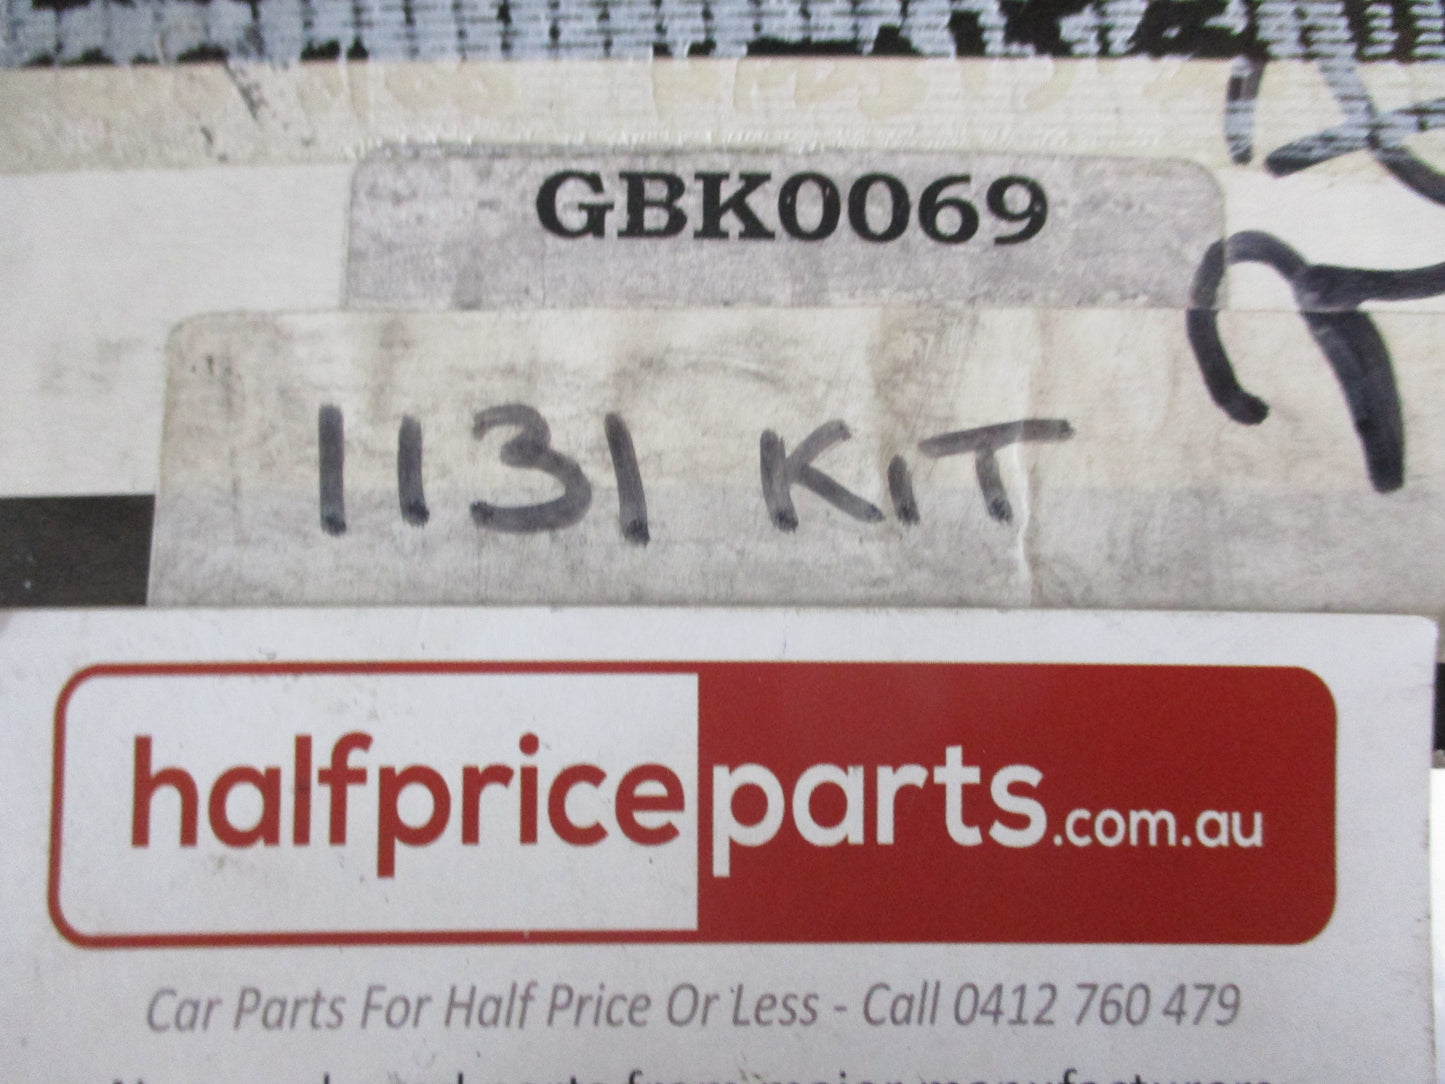 GBK0069
1131 KIT
halfpriceparts.com.au
Car Parts For Half Price Or Less - Call 0412 760 479